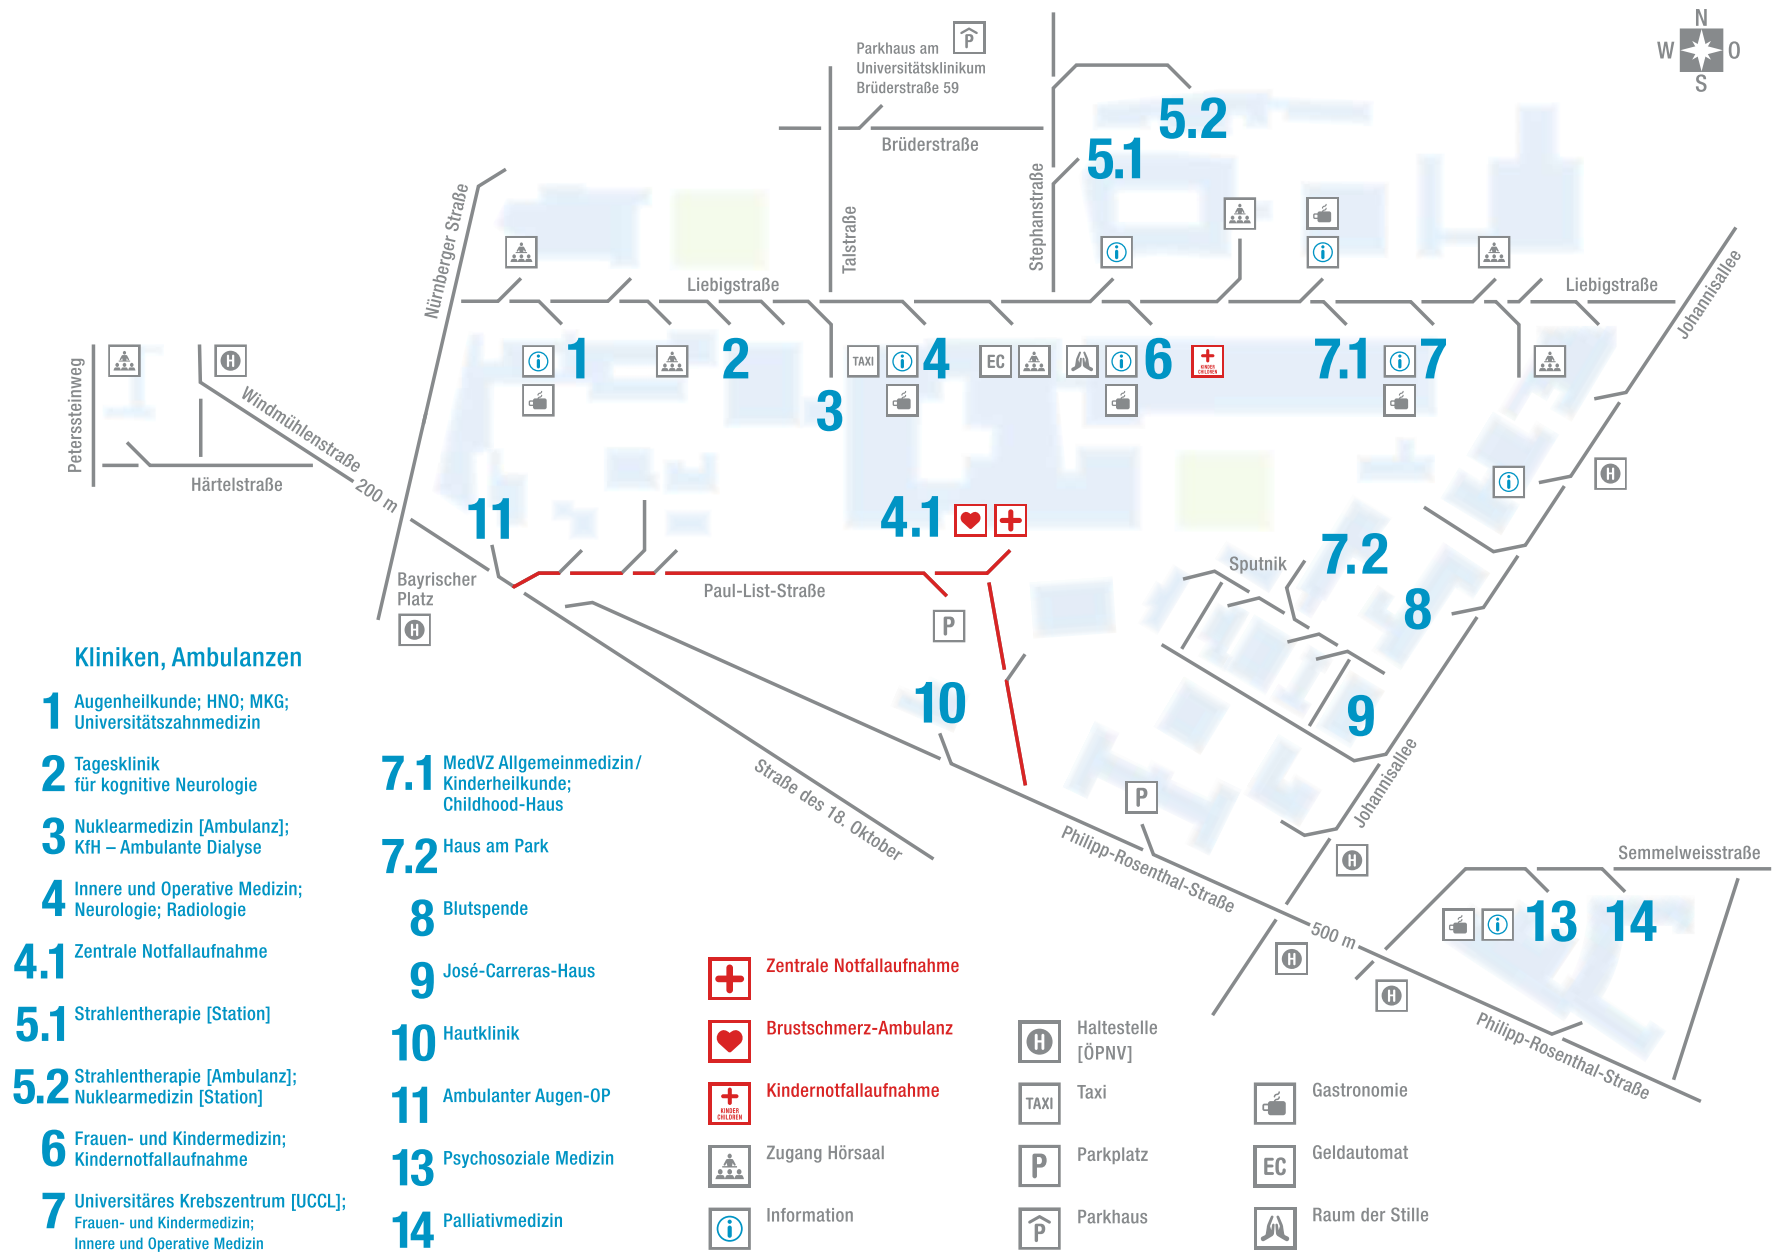 N
W
O
S
Parkhaus am
Universitätsklinikum
Brüderstraße 59
P
Brüderstraße
5.2
5.1
Nürnberger Straße
Talstraße
Stephanstraße
Liebigstraße
Liebigstraße
Johannisallee
Peterssteinweg
H
Windmühlenstraße
200 m
Härtelstraße
1
2
3
TAXI
4
EC
6
KINDER
CHILDREN
7.1
7
H
11
4.1
Bayrischer
Platz
H
Paul-List-Straße
P
Sputnik
7.2
8
9
10
Straße des 18. Oktober
P
Philipp-Rosenthal-Straße
Johannisallee
H
500 m
H
H
Semmelweisstraße
13
14
Philipp-Rosenthal-Straße
Kliniken, Ambulanzen
1 Augenheilkunde; HNO; MKG;
Universitätszahnmedizin
2 Tagesklinik
für kognitive Neurologie
3 Nuklearmedizin [Ambulanz];
KfH – Ambulante Dialyse
4 Innere und Operative Medizin;
Neurologie; Radiologie
4.1 Zentrale Notfallaufnahme
5.1 Strahlentherapie [Station]
5.2 Strahlentherapie [Ambulanz];
Nuklearmedizin [Station]
6 Frauen- und Kindermedizin;
Kindernotfallaufnahme
7 Universitäres Krebszentrum [UCCL];
Frauen- und Kindermedizin;
Innere und Operative Medizin
7.1 MedVZ Allgemeinmedizin/
Kinderheilkunde;
Childhood-Haus
7.2 Haus am Park
8 Blutspende
9 José-Carreras-Haus
10 Hautklinik
11 Ambulanter Augen-OP
13 Psychosoziale Medizin
14 Palliativmedizin
Zentrale Notfallaufnahme
Brustschmerz-Ambulanz
KINDER
CHILDREN
Kindernotfallaufnahme
Zugang Hörsaal
Information
H Haltestelle
[ÖPNV]
TAXI Taxi
P Parkplatz
P Parkhaus
Gastronomie
EC Geldautomat
Raum der Stille